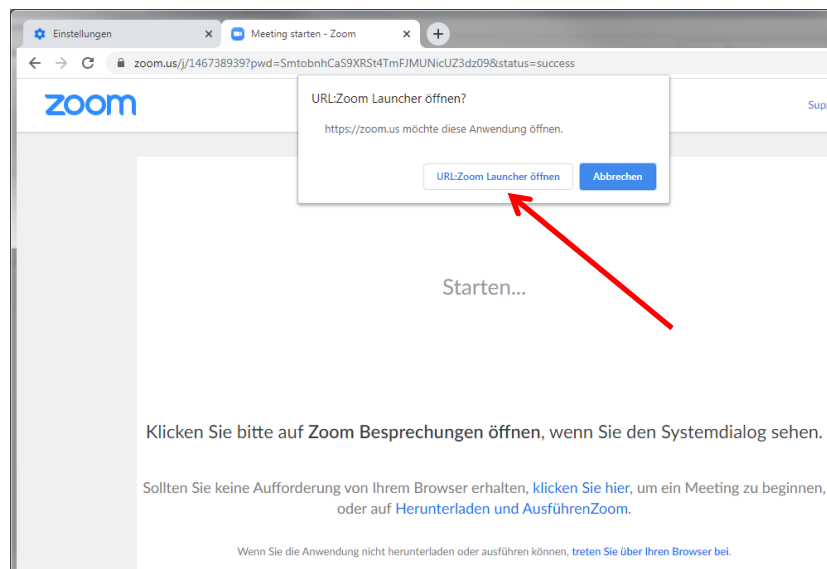 Einstellungen
Meeting starten - Zoom
zoom.us/j/146738939?pwd=SmtobnhCaS9XRSt4TmFJMUNicUZ3dz09&status=success
zoom
Sup
URL:Zoom Launcher öffnen?
https://zoom.us möchte diese Anwendung öffnen.
URL:Zoom Launcher öffnen
Abbrechen
Starten...
Klicken Sie bitte auf Zoom Besprechungen öffnen, wenn Sie den Systemdialog sehen.
Sollten Sie keine Aufforderung von Ihrem Browser erhalten, klicken Sie hier, um ein Meeting zu beginnen,
oder auf Herunterladen und AusführenZoom.
Wenn Sie die Anwendung nicht herunterladen oder ausführen können, treten Sie über Ihren Browser bei.